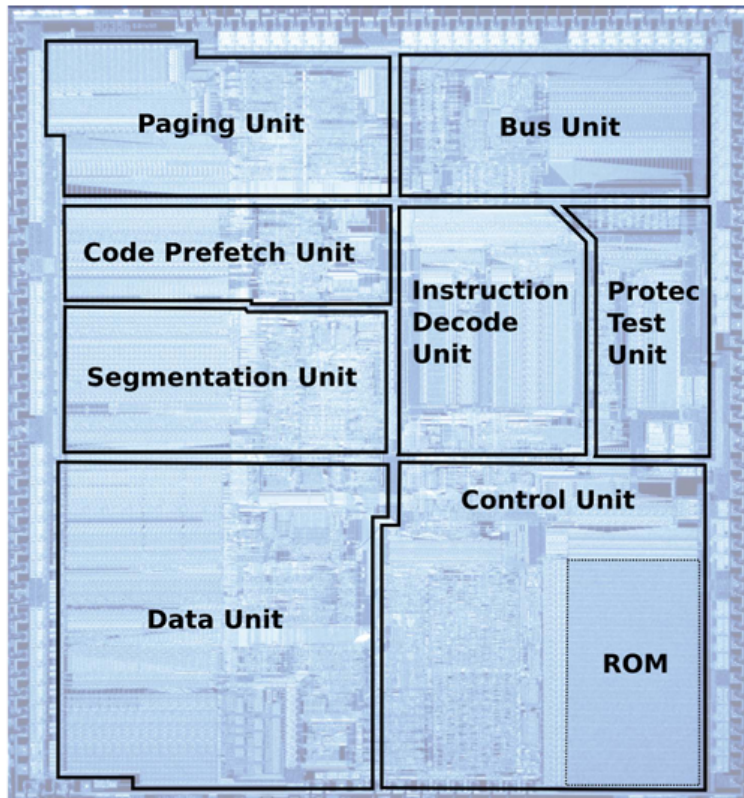 Paging Unit
Bus Unit
Code Prefetch Unit
Instruction
Decode
Unit
Protec
Test
Unit
Segmentation Unit
Control Unit
Data Unit
ROM